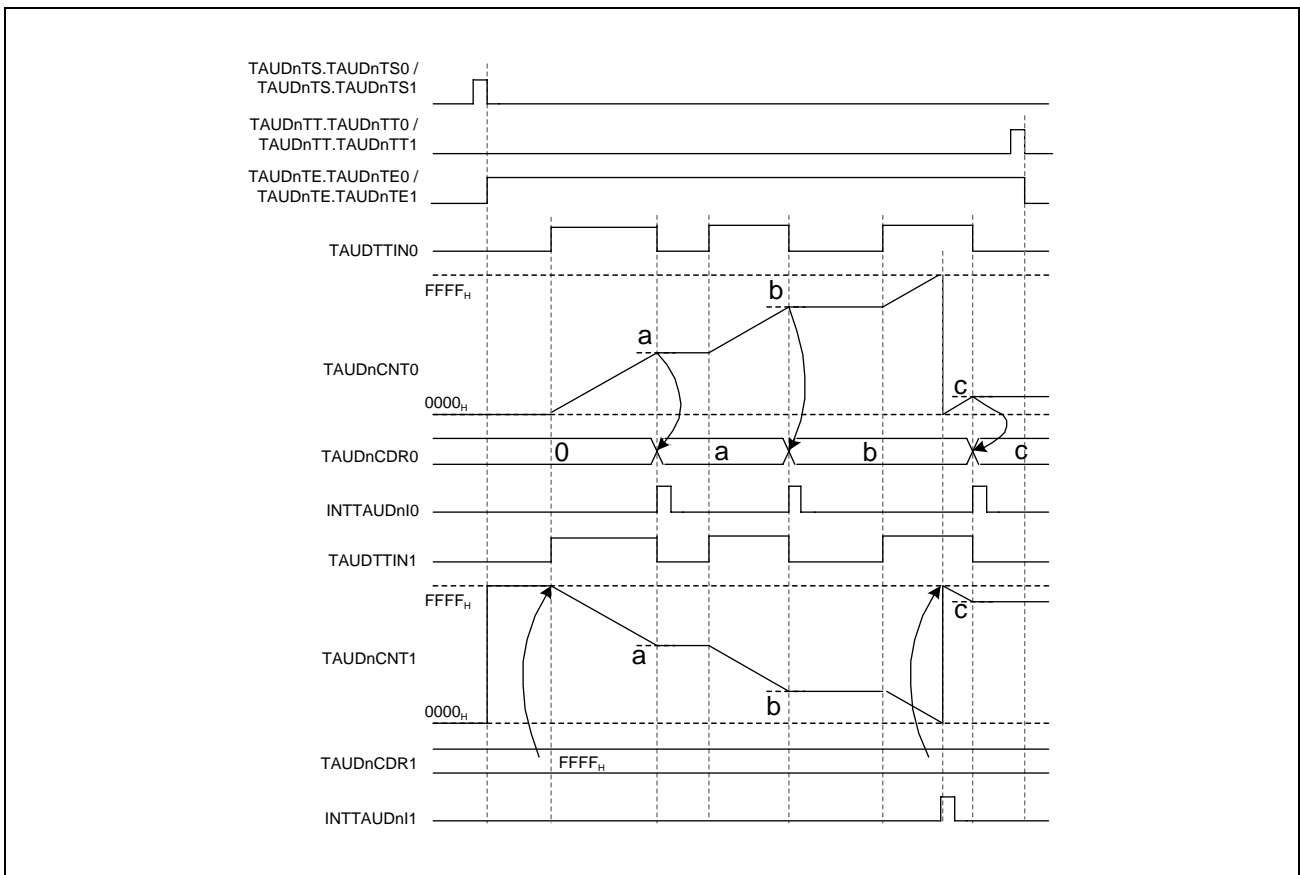 TAUDnTS.TAUDnTS0 /
TAUDnTS.TAUDnTS1
TAUDnTT.TAUDnTT0 /
TAUDnTT.TAUDnTT1
TAUDnTE.TAUDnTE0 /
TAUDnTE.TAUDnTE1
TAUDTTIN0
FFFFH
b
a
TAUDnCNT0
c
0000H
TAUDnCDR0
0 a b c
INTTAUDnI0
TAUDTTIN1
FFFFH
c
TAUDnCNT1
a
b
0000H
TAUDnCDR1
FFFFH
INTTAUDnI1